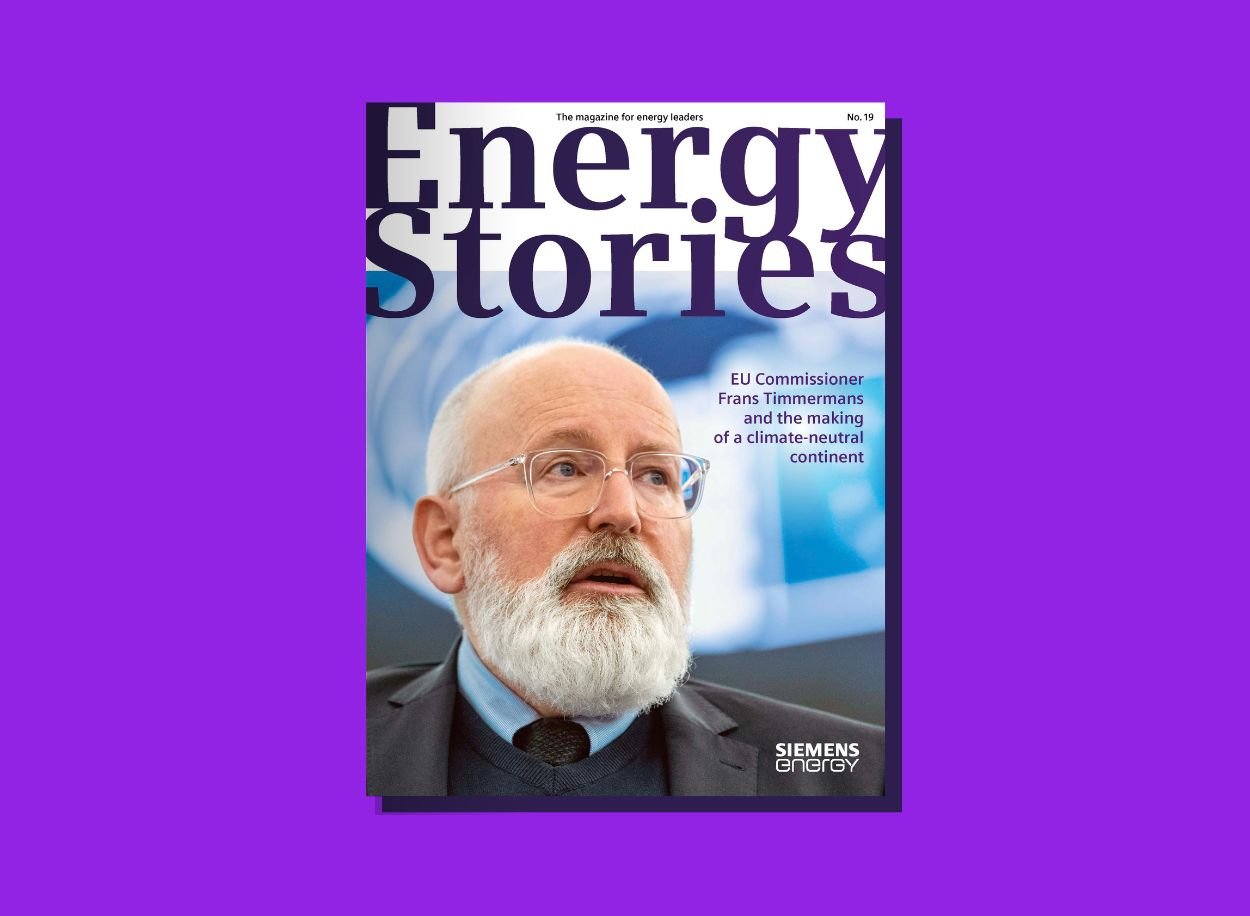 The magazine for energy leaders
No. 19
Energy
Stories
EU Commissioner
Frans Timmermans
and the making
of a climate-neutral
continent
SIEMENS
energy